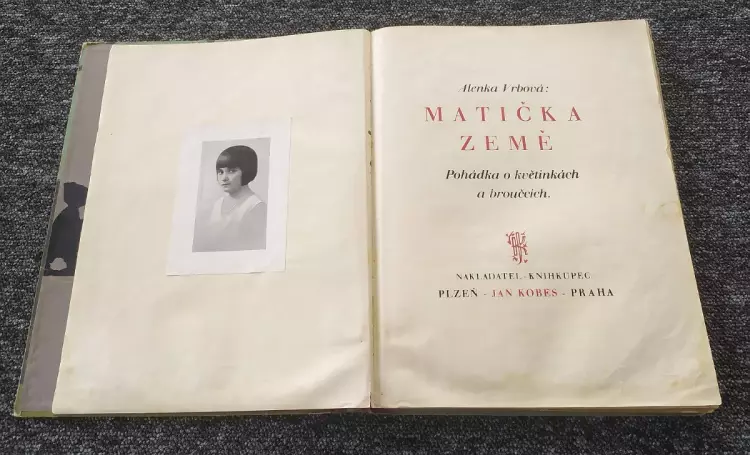 Alenka Vrbová:
MATIČKA
ZEMĚ
Pohádka o květinkách
a broučcích.
NAKLADATEL - KNIHKUPEC
PLZEŇ - JAN KOBES - PRAHA